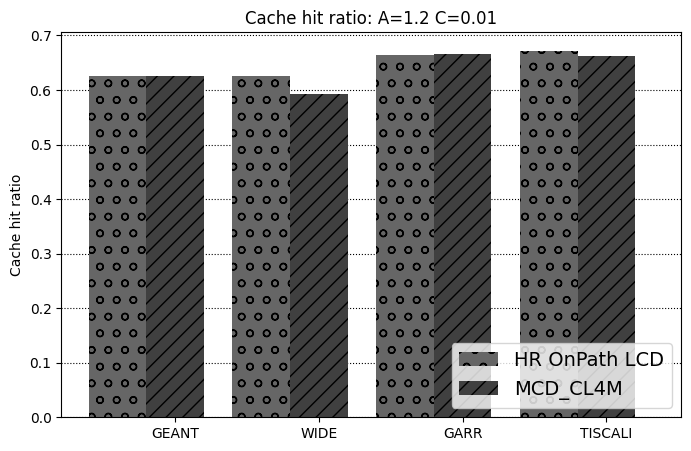 Cache hit ratio: A=1.2 C=0.01
0.7
0.6
0.5
0.4
0.3
0.2
0.1
0.0
Cache hit ratio
HR OnPath LCD
MCD_CL4M
GEANT WIDE GARR TISCALI